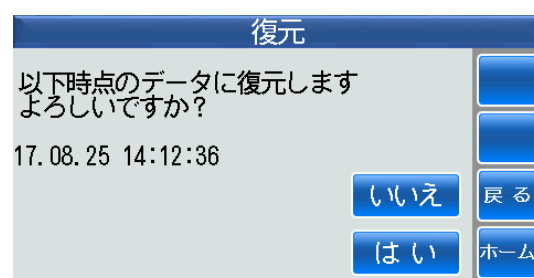 復元
以下時点のデータに復元します
よろしいですか？
17.08.25 14:12:36
いいえ
戻る
はい
ホーム